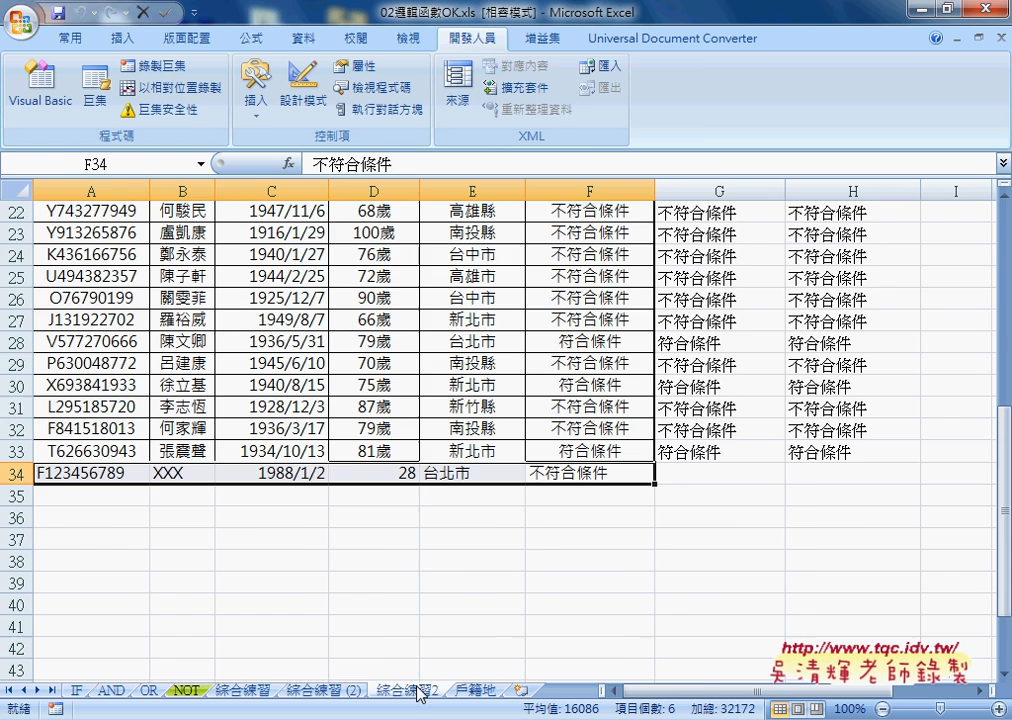 02邏輯函數OK.xls [相容模式] - Microsoft Excel
常用 插入 版面配置 公式 資料 校閱 檢視 開發人員 增益集 Universal Document Converter
Visual Basic 巨集 錄製巨集 以相對位置錄製 巨集安全性 程式碼
插入 設計模式 屬性 檢視程式碼 執行對話方塊 控制項
來源 對應內容 擴充套件 重新整理資料 匯入 匯出 XML
F34 fx 不符合條件
A B C D E F G H I
22 Y743277949 何駿民 1947/11/6 68歲 高雄縣 不符合條件 不符合條件 不符合條件
23 Y913265876 盧凱康 1916/1/29 100歲 南投縣 不符合條件 不符合條件 不符合條件
24 K436166756 鄭永泰 1940/1/27 76歲 台中市 不符合條件 不符合條件 不符合條件
25 U494382357 陳子軒 1944/2/25 72歲 高雄市 不符合條件 不符合條件 不符合條件
26 O76790199 關雯菲 1925/12/7 90歲 台中市 不符合條件 不符合條件 不符合條件
27 J131922702 羅裕威 1949/8/7 66歲 新北市 不符合條件 不符合條件 不符合條件
28 V577270666 陳文卿 1936/5/31 79歲 台北市 符合條件 符合條件 符合條件
29 P630048772 呂建康 1945/6/10 70歲 南投縣 不符合條件 不符合條件 不符合條件
30 X693841933 徐立基 1940/8/15 75歲 新北市 符合條件 符合條件 符合條件
31 L295185720 李志恆 1928/12/3 87歲 新竹縣 不符合條件 不符合條件 不符合條件
32 F841518013 何家輝 1936/3/17 79歲 南投縣 不符合條件 不符合條件 不符合條件
33 T626630943 張震聲 1934/10/13 81歲 新北市 符合條件 符合條件 符合條件
34 F123456789 XXX 1988/1/2 28 台北市 不符合條件
35
36
37
38
39
40
41
42
43
http://www.tqc.idv.tw/
吳清輝老師錄製
IF AND OR NOT 綜合練習 綜合練習 (2) 綜合練習2 戶籍地
就緒 平均值: 16086 項目個數: 6 加總: 32172 100%